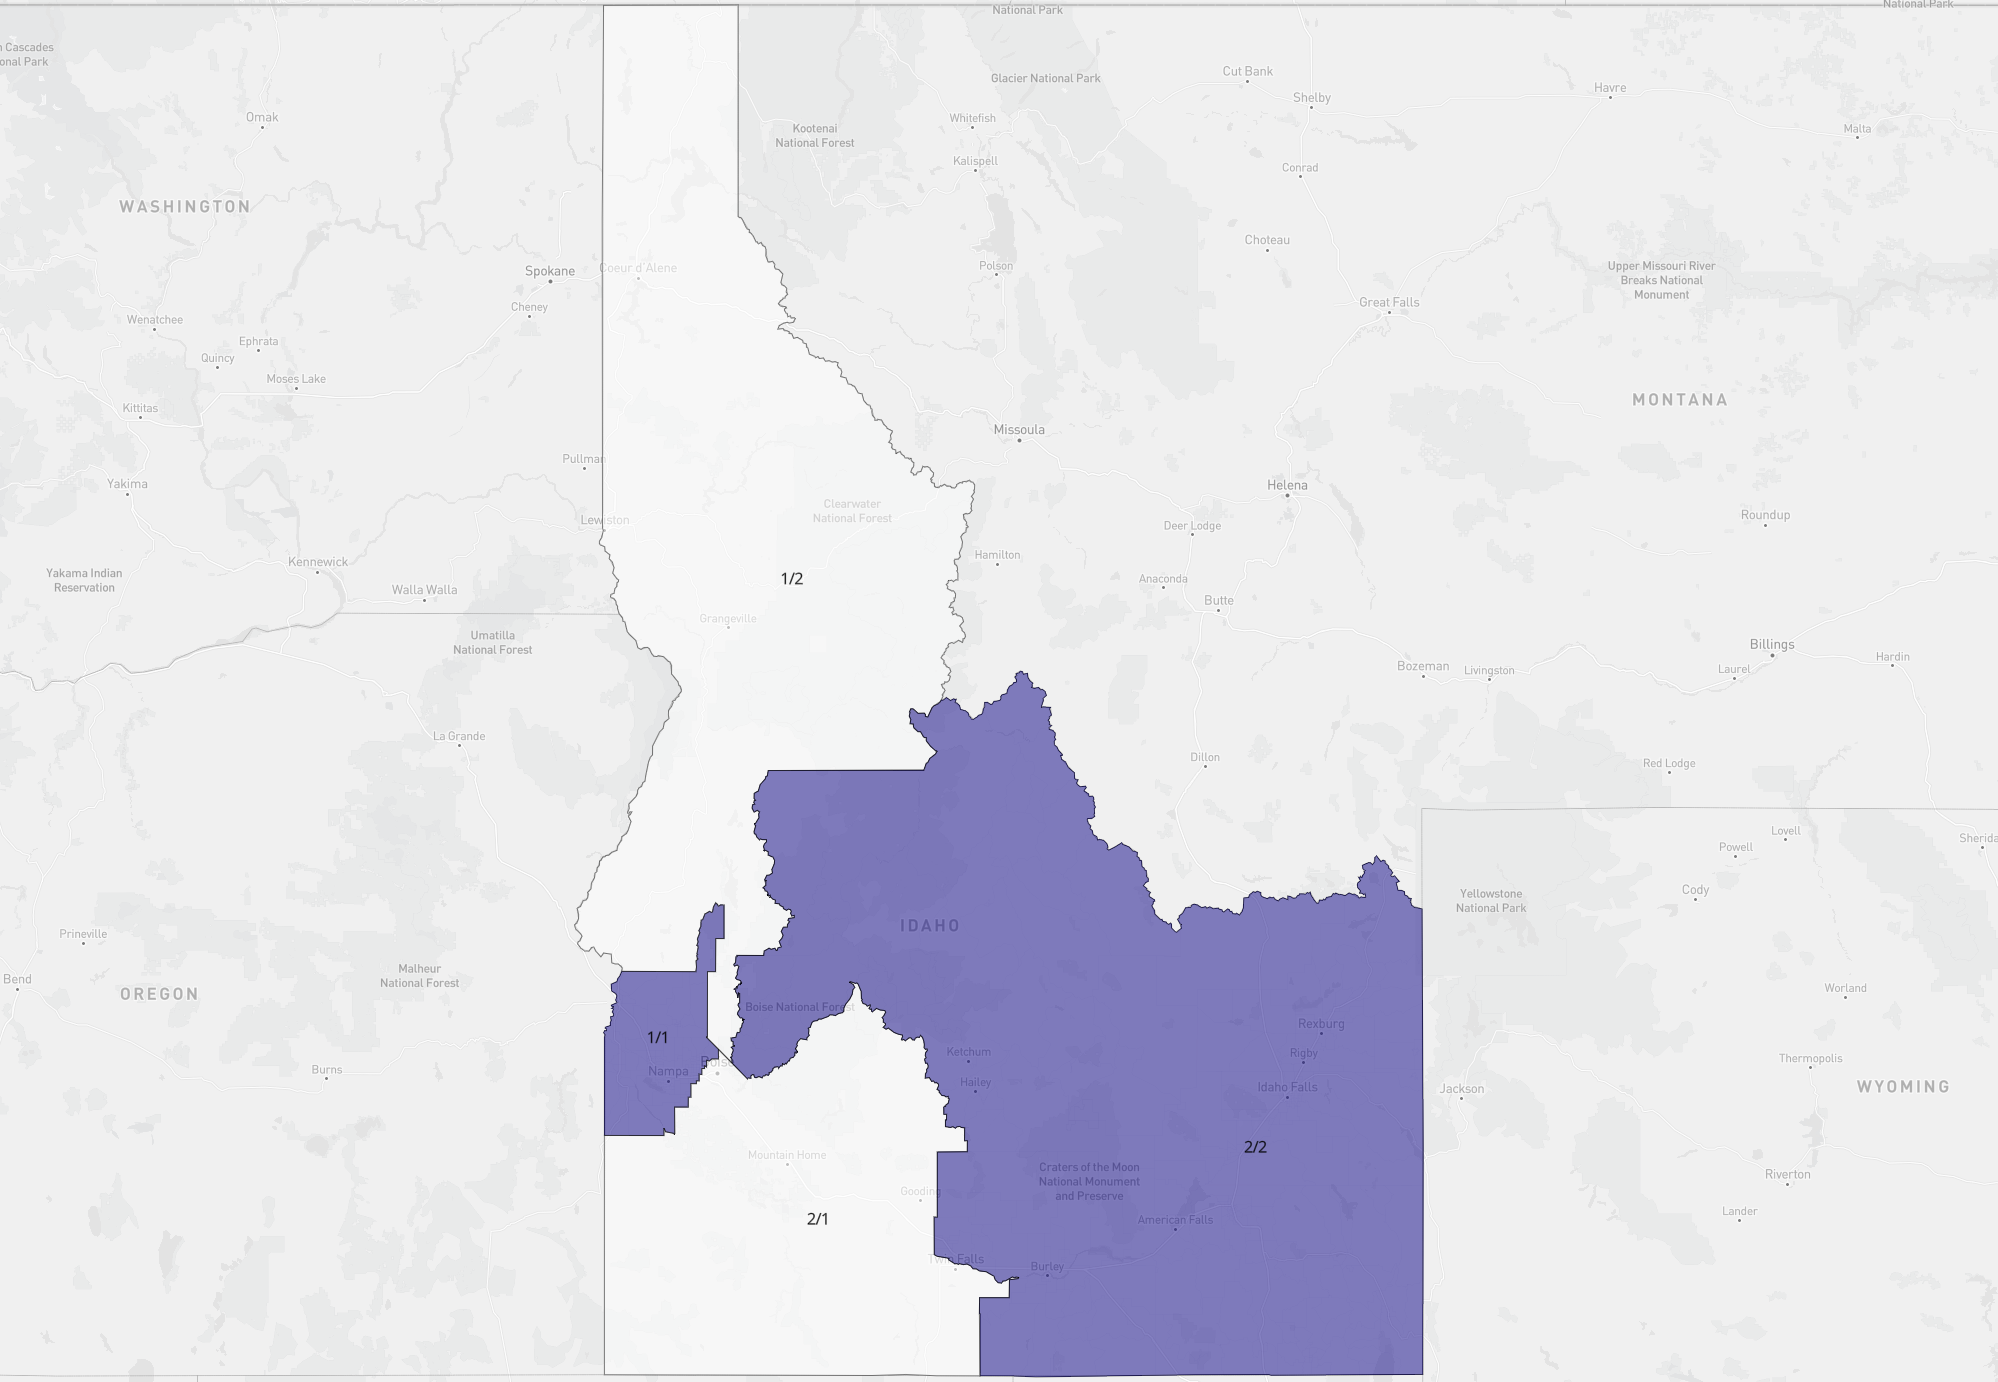 National Park
National Park
n Cascades
onal Park
Glacier National Park
Cut Bank
Shelby
Havre
Malta
Omak
Whitefish
Kootenai
National Forest
Kalispell
Conrad
WASHINGTON
Choteau
Spokane
Coeur d'Alene
Polson
Upper Missouri River
Breaks National
Monument
Cheney
Great Falls
Wenatchee
Ephrata
Quincy
Moses Lake
Kittitas
MONTANA
Missoula
Pullman
Yakima
Helena
Clearwater
National Forest
Lewiston
Deer Lodge
Roundup
Hamilton
Kennewick
Yakama Indian
Reservation
Walla Walla
1/2
Anaconda
Butte
Grangeville
Umatilla
National Forest
Billings
Bozeman
Livingston
Laurel
Hardin
La Grande
Dillon
Red Lodge
Lovell
Powell
Sherida
Cody
Yellowstone
National Park
IDAHO
Prineville
Malheur
National Forest
Bend
OREGON
Worland
Boise National Forest
Rexburg
1/1
Ketchum
Rigby
Thermopolis
Boise
Nampa
Burns
Hailey
Idaho Falls
Jackson
WYOMING
2/2
Mountain Home
Craters of the Moon
National Monument
and Preserve
Riverton
Gooding
Lander
2/1
American Falls
Twin Falls
Burley